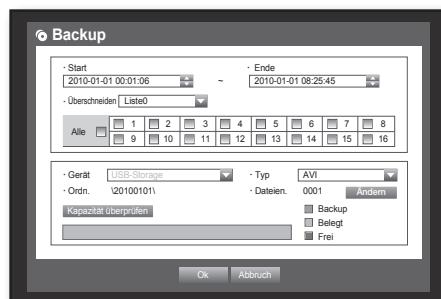 Backup
· Start
· Ende
2010-01-01 00:01:06
~
2010-01-01 08:25:45
· Überschneiden
Liste0
Alle
1 2 3 4 5 6 7 8
9 10 11 12 13 14 15 16
· Gerät
USB-Storage
· Typ
AVI
· Ordn.
\20100101\
· Dateien.
0001
Ändern
Kapazität überprüfen
Backup
Belegt
Frei
Ok
Abbruch